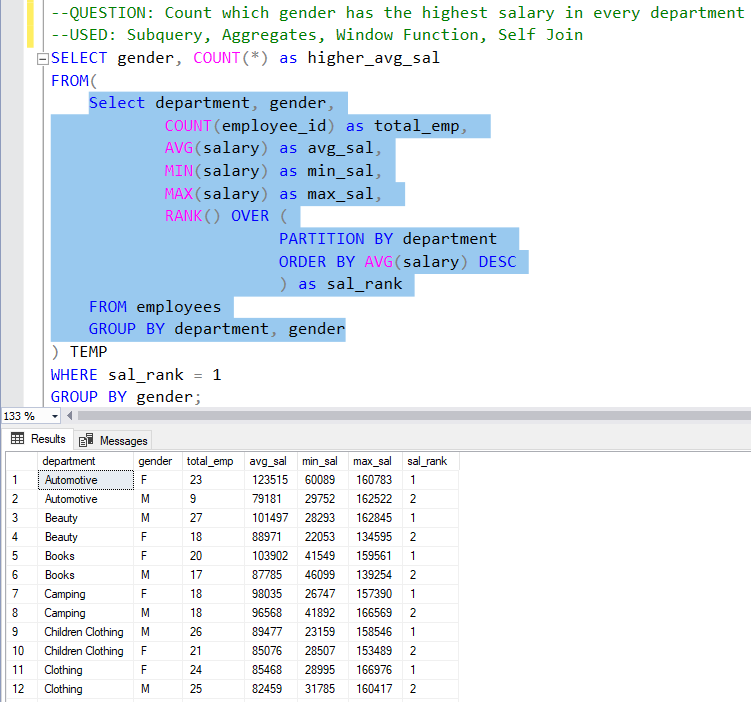 --QUESTION: Count which gender has the highest salary in every department
--USED: Subquery, Aggregates, Window Function, Self Join
SELECT gender, COUNT(*) as higher_avg_sal
FROM(
Select department, gender,
COUNT(employee_id) as total_emp,
AVG(salary) as avg_sal,
MIN(salary) as min_sal,
MAX(salary) as max_sal,
RANK() OVER (
PARTITION BY department
ORDER BY AVG(salary) DESC
) as sal_rank
FROM employees
GROUP BY department, gender
) TEMP
WHERE sal_rank = 1
GROUP BY gender;
133 %
Results Messages
department gender total_emp avg_sal min_sal max_sal sal_rank
1 Automotive F 23 123515 60089 160783 1
2 Automotive M 9 79181 29752 162522 2
3 Beauty M 27 101497 28293 162845 1
4 Beauty F 18 88971 22053 134595 2
5 Books F 20 103902 41549 159561 1
6 Books M 17 87785 46099 139254 2
7 Camping F 18 98035 26747 157390 1
8 Camping M 18 96568 41892 166569 2
9 Children Clothing M 26 89477 23159 158546 1
10 Children Clothing F 21 85076 28507 153489 2
11 Clothing F 24 85468 28995 166976 1
12 Clothing M 25 82459 31785 160417 2